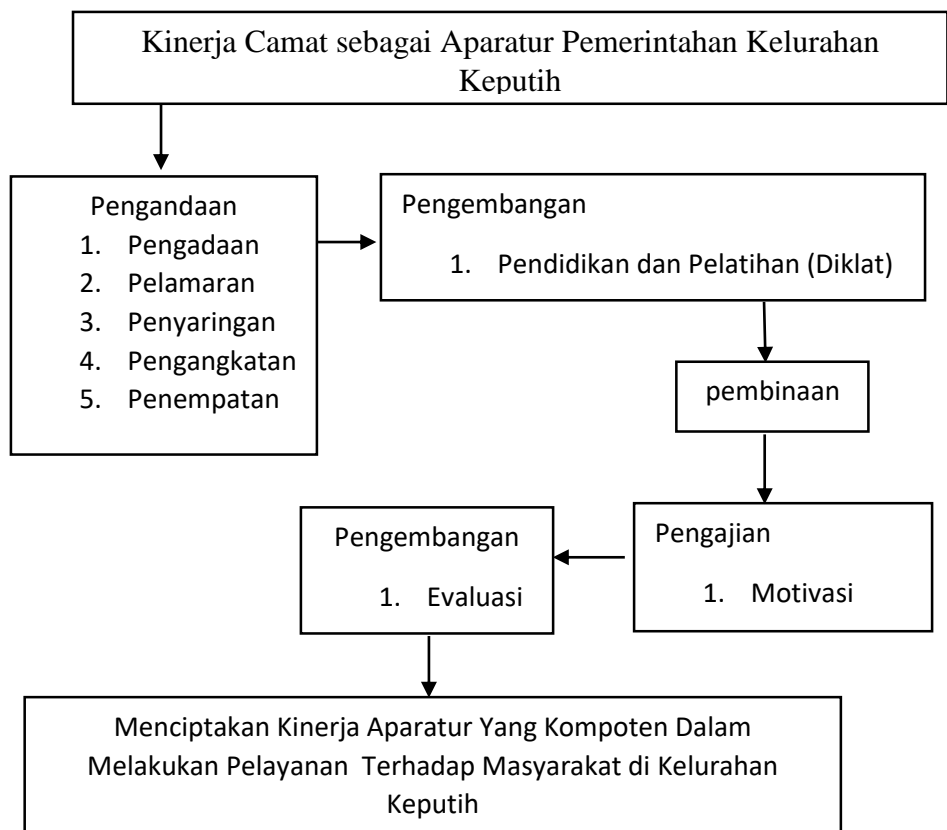 Kinerja Camat sebagai Aparatur Pemerintahan Kelurahan
Keputih
Pengandaan
1. Pengadaan
2. Pelamaran
3. Penyaringan
4. Pengangkatan
5. Penempatan
Pengembangan
1. Pendidikan dan Pelatihan (Diklat)
pembinaan
Pengajian
1. Motivasi
Pengembangan
1. Evaluasi
Menciptakan Kinerja Aparatur Yang Kompoten Dalam
Melakukan Pelayanan Terhadap Masyarakat di Kelurahan
Keputih